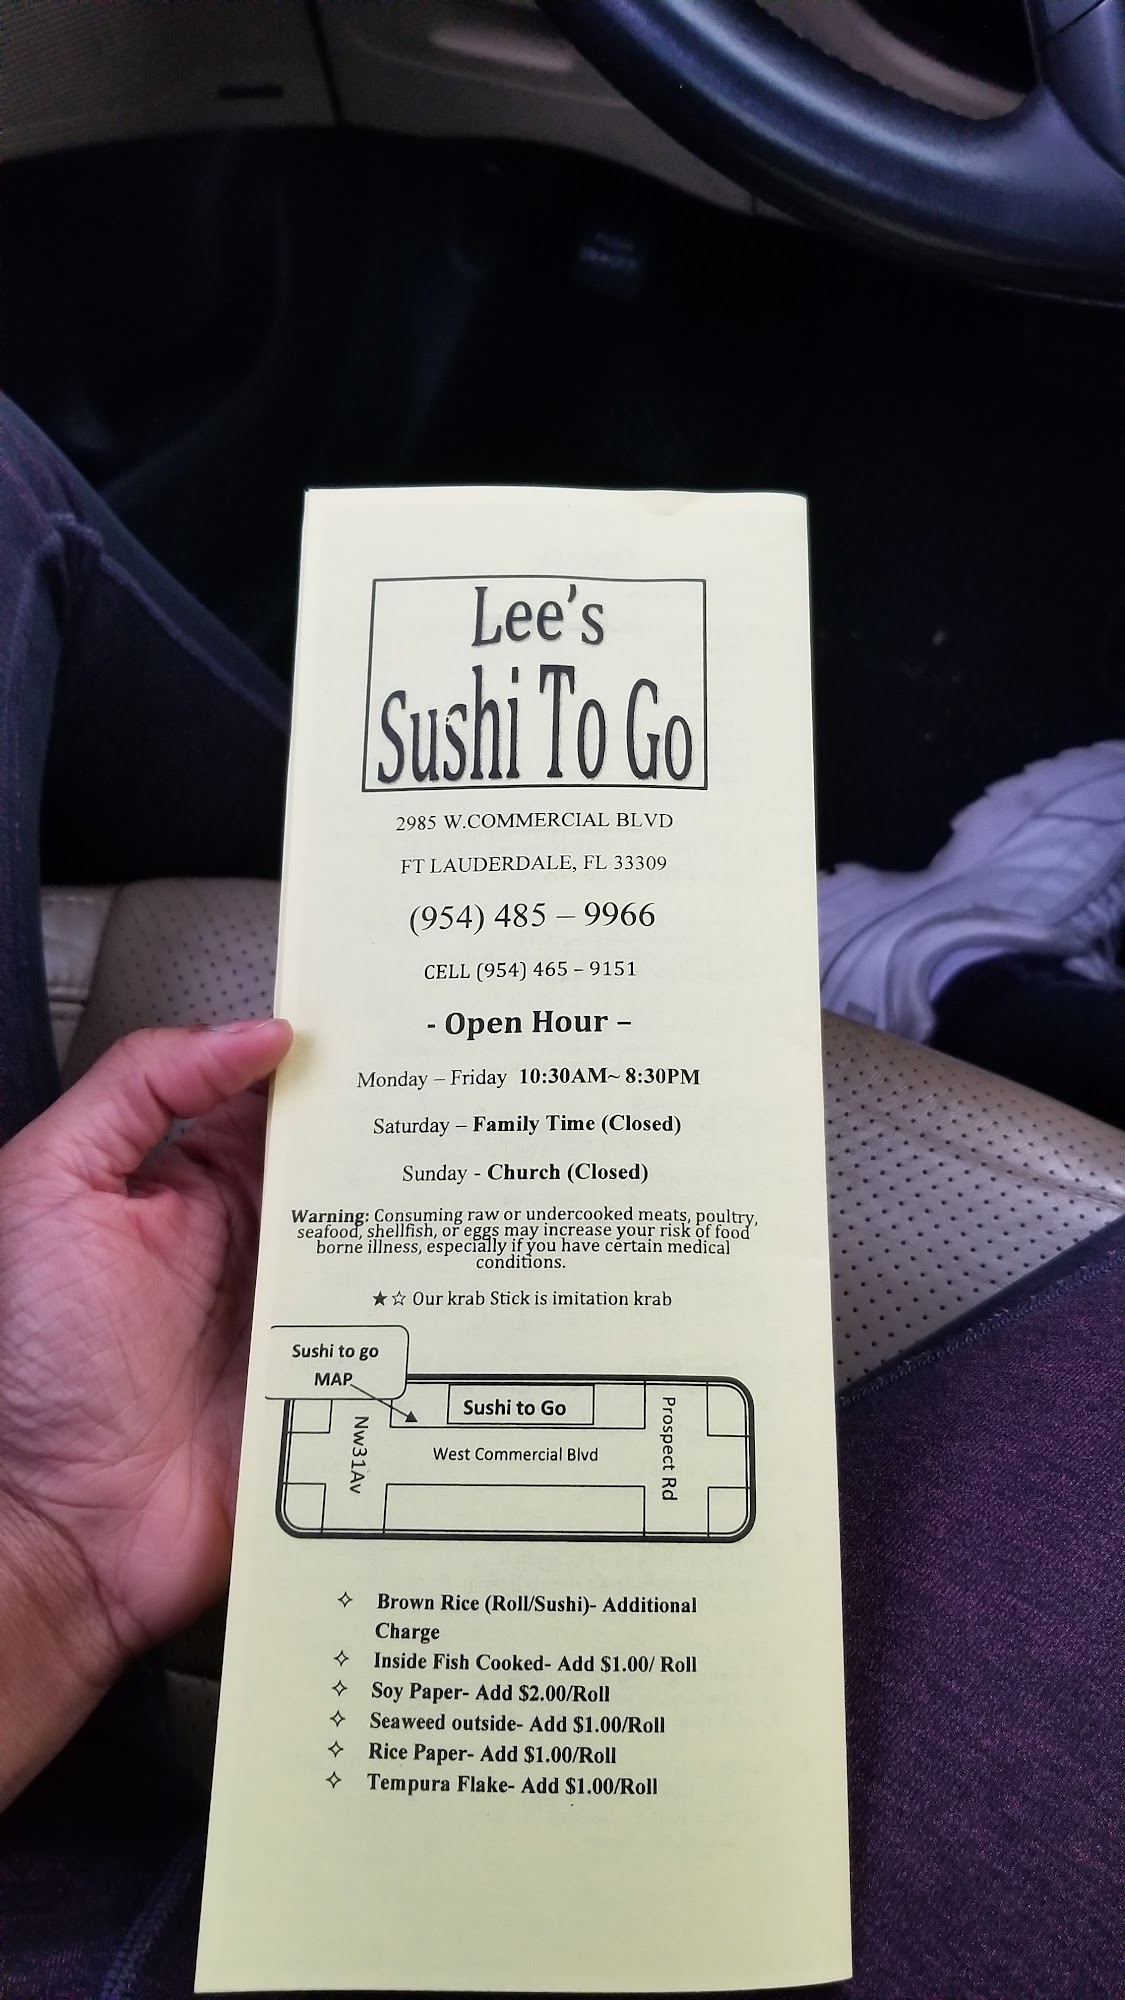 Lee's
Sushi To Go
2985 W.COMMERCIAL BLVD
FT LAUDERDALE, FL 33309
(954) 485 – 9966
CELL (954) 465 – 9151
- Open Hour –
Monday – Friday 10:30AM~ 8:30PM
Saturday – Family Time (Closed)
Sunday - Church (Closed)
Warning: Consuming raw or undercooked meats, poultry,
seafood, shellfish, or eggs may increase your risk of food
borne illness, especially if you have certain medical
conditions.
★☆ Our krab Stick is imitation krab
Sushi to go
MAP
Sushi to Go
Nw31Av
West Commercial Blvd
Prospect Rd
✧ Brown Rice (Roll/Sushi)- Additional
Charge
✧ Inside Fish Cooked- Add $1.00/ Roll
✧ Soy Paper- Add $2.00/Roll
✧ Seaweed outside- Add $1.00/Roll
✧ Rice Paper- Add $1.00/Roll
✧ Tempura Flake- Add $1.00/Roll